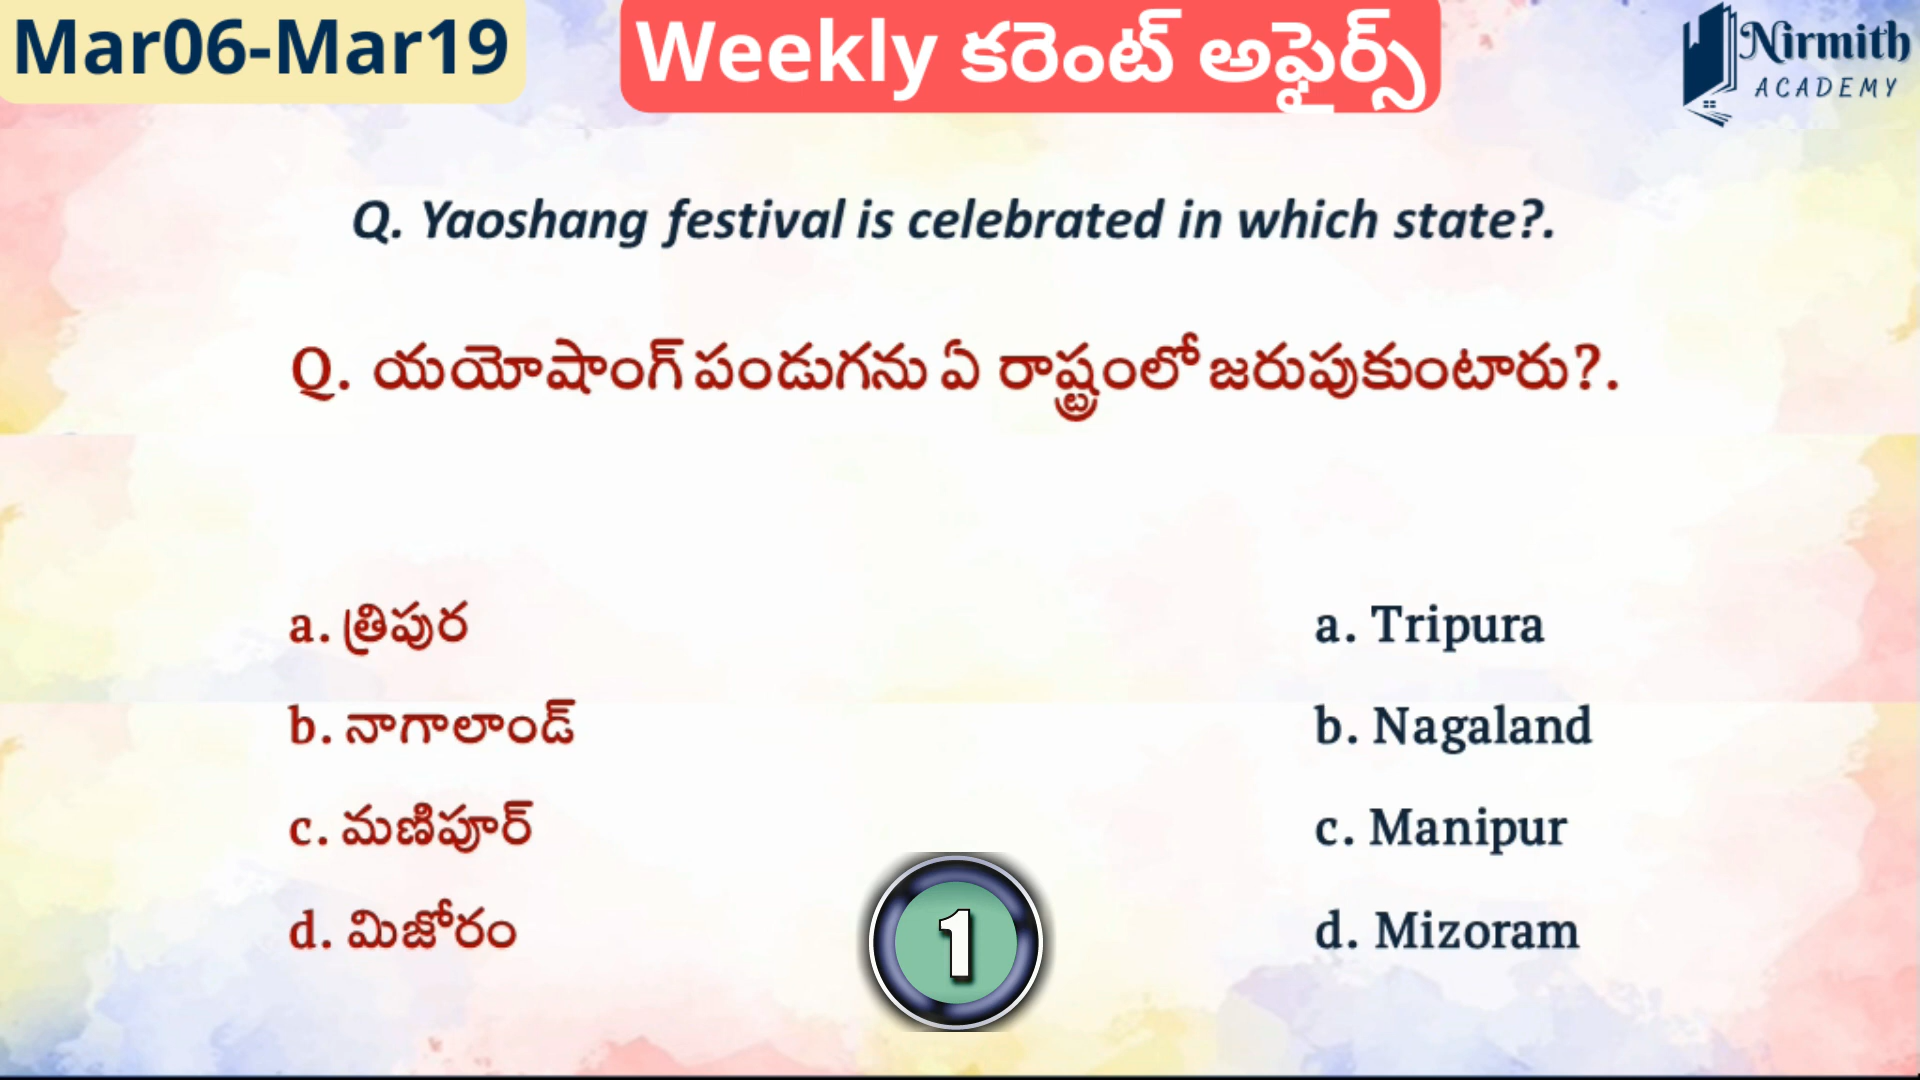 Mar06-Mar19
Weekly కరెంట్ అఫైర్స్
Nirmith
ACADEMY
Q. Yaoshang festival is celebrated in which state?.
Q. యయోషాంగ్ పండుగను ఏ రాష్ట్రంలో జరుపుకుంటారు?.
a. త్రిపుర
b. నాగాలాండ్
c. మణిపూర్
d. మిజోరం
a. Tripura
b. Nagaland
c. Manipur
d. Mizoram
1